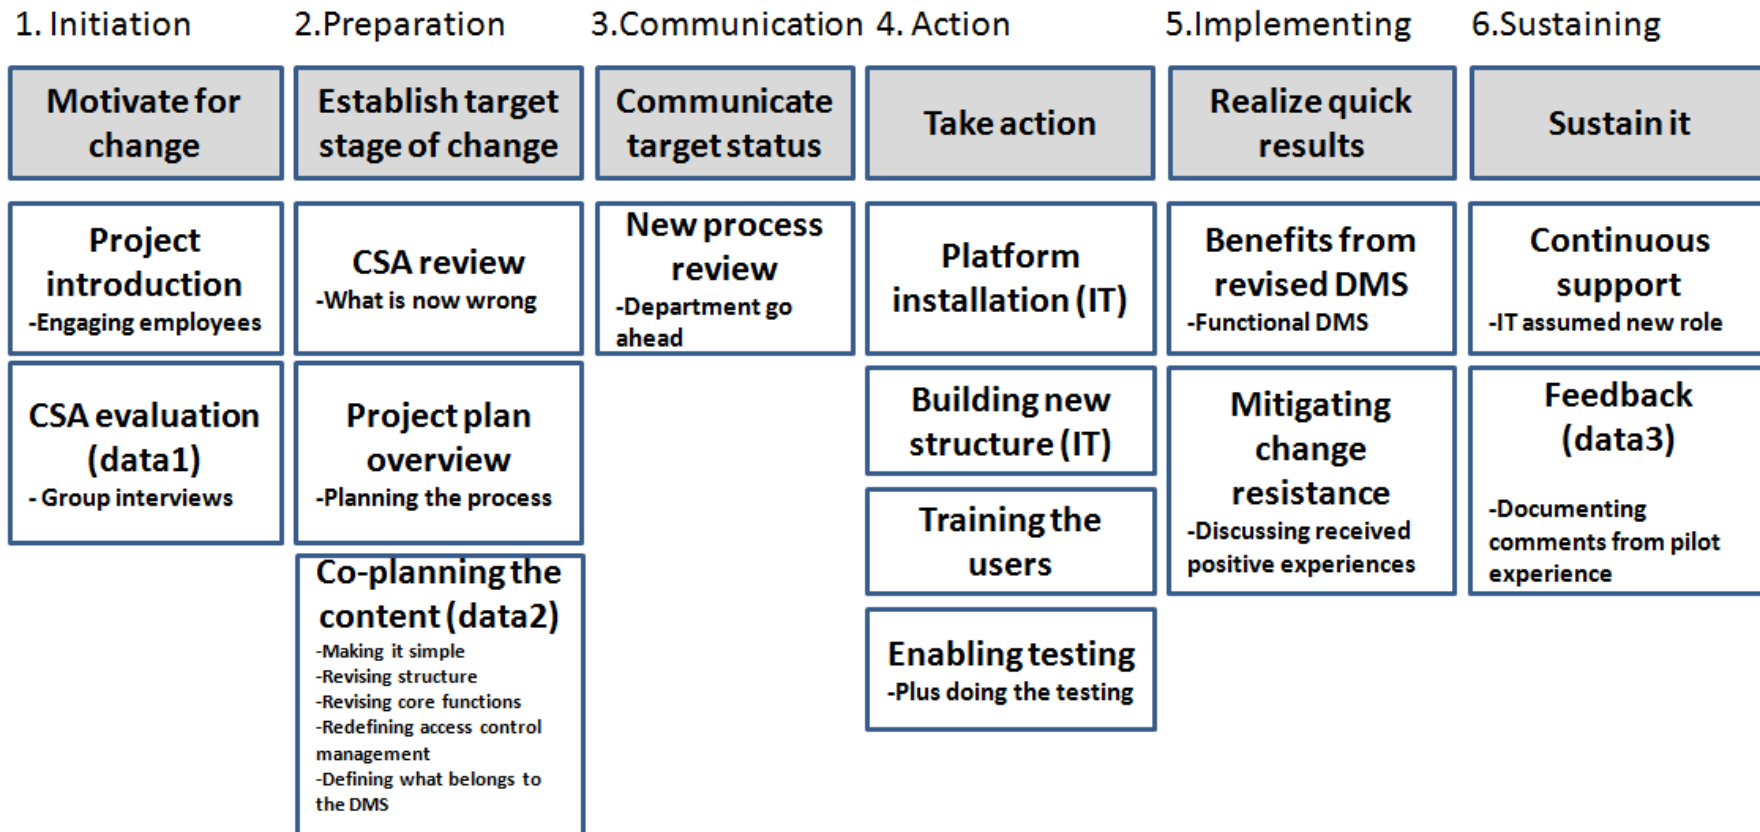 1. Initiation
2.Preparation
3.Communication
4. Action
5.Implementing
6.Sustaining
Motivate for
change
Establish target
stage of change
Communicate
target status
Take action
Realize quick
results
Sustain it
Project
introduction
-Engaging employees
CSA review
-What is now wrong
New process
review
-Department go
ahead
Platform
installation (IT)
Benefits from
revised DMS
-Functional DMS
Continuous
support
-IT assumed new role
CSA evaluation
(data1)
- Group interviews
Project plan
overview
-Planning the process
Building new
structure (IT)
Mitigating
change
resistance
-Discussing received
positive experiences
Feedback
(data3)
-Documenting
comments from pilot
experience
Training the
users
Co-planning the
content (data2)
-Making it simple
-Revising structure
-Revising core functions
-Redefining access control
management
-Defining what belongs to
the DMS
Enabling testing
-Plus doing the testing